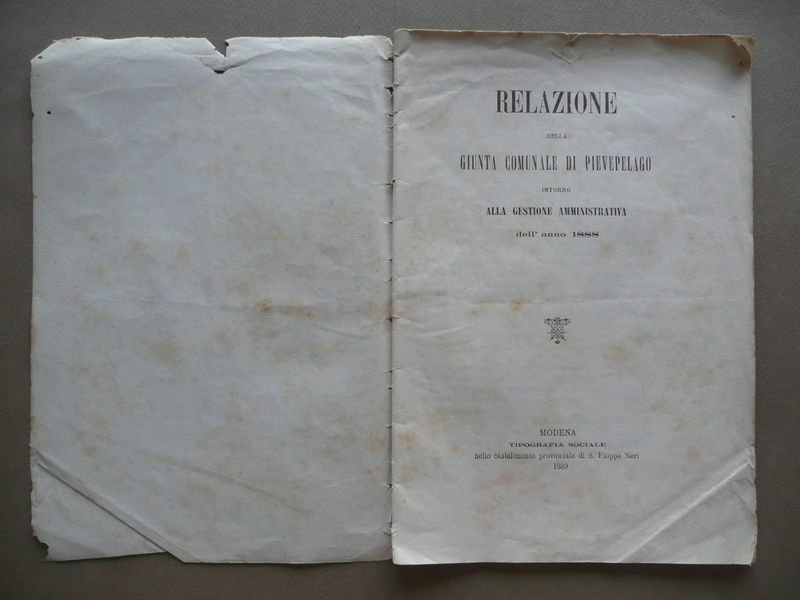 RELAZIONE
DELLA
GIUNTA COMUNALE DI PIEVEPELAGO
INTORNO
ALLA GESTIONE AMMINISTRATIVA
dell' anno 1888
MODENA
TIPOGRAFIA SOCIALE
nello Stabilimento provinciale di S. Filippo Neri
1889